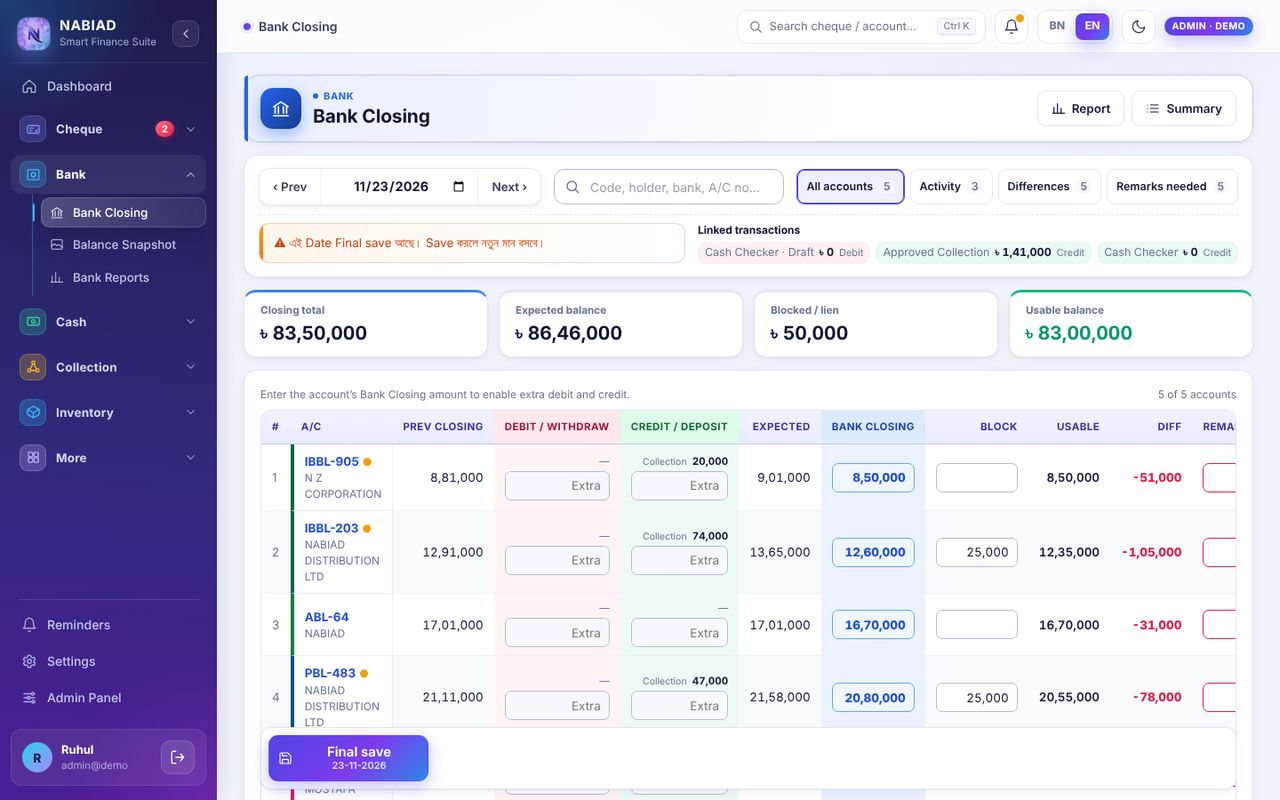 NABIAD
Smart Finance Suite
Dashboard
Cheque 2
Bank
Bank Closing
Balance Snapshot
Bank Reports
Cash
Collection
Inventory
More
Reminders
Settings
Admin Panel
R
Ruhul
admin@demo
Bank Closing
Search cheque / account...
Ctrl K
BN EN
ADMIN · DEMO
BANK
Bank Closing
Report
Summary
‹ Prev
11/23/2026
Next ›
Code, holder, bank, A/C no...
All accounts 5
Activity 3
Differences 5
Remarks needed 5
⚠ এই Date Final save আছে। Save করলে নতুন মান বসবে।
Linked transactions
Cash Checker · Draft ৳ 0 Debit
Approved Collection ৳ 1,41,000 Credit
Cash Checker ৳ 0 Credit
Closing total
৳ 83,50,000
Expected balance
৳ 86,46,000
Blocked / lien
৳ 50,000
Usable balance
৳ 83,00,000
Enter the account's Bank Closing amount to enable extra debit and credit.
5 of 5 accounts
# A/C PREV CLOSING DEBIT / WITHDRAW CREDIT / DEPOSIT EXPECTED BANK CLOSING BLOCK USABLE DIFF REMA
1 IBBL-905 N Z CORPORATION 8,81,000 — Extra Collection 20,000 Extra 9,01,000 8,50,000 8,50,000 -51,000
2 IBBL-203 NABIAD DISTRIBUTION LTD 12,91,000 — Extra Collection 74,000 Extra 13,65,000 12,60,000 25,000 12,35,000 -1,05,000
3 ABL-64 NABIAD 17,01,000 — Extra — Extra 17,01,000 16,70,000 16,70,000 -31,000
4 PBL-483 NABIAD DISTRIBUTION LTD 21,11,000 — Extra Collection 47,000 Extra 21,58,000 20,80,000 25,000 20,55,000 -78,000
Final save
23-11-2026